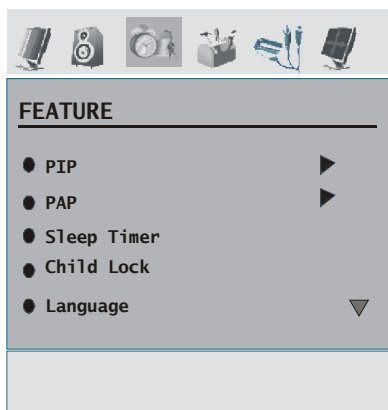 FEATURE
PIP
PAP
Sleep Timer
Child Lock
Language